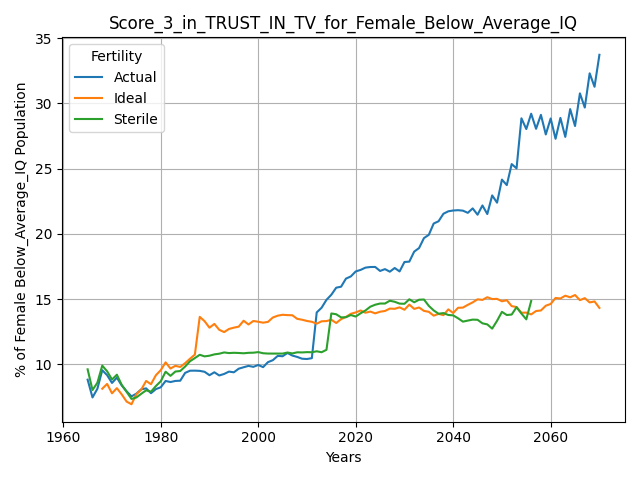 Score_3_in_TRUST_IN_TV_for_Female_Below_Average_IQ
% of Female Below_Average_IQ Population
35
30
25
20
15
10
Fertility
Actual
Ideal
Sterile
1960 1980 2000 2020 2040 2060
Years